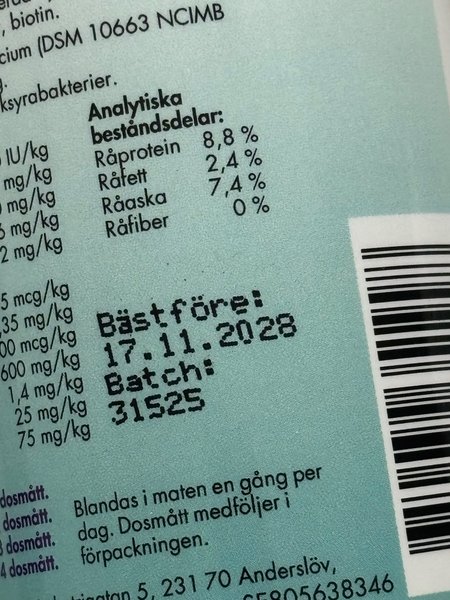 , biotin.
cium (DSM 10663 NCIMB
ksyrabakterier.
Analytiska
beståndsdelar:
Råprotein 8,8 %
Råfett 2,4 %
Råaska 7,4 %
Råfiber 0 %
IU/kg
mg/kg
mg/kg
mg/kg
2 mg/kg
5 mcg/kg
,35 mg/kg
00 mcg/kg
600 mg/kg
1,4 mg/kg
25 mg/kg
75 mg/kg
Bästföre:
17.11.2028
Batch:
31525
dosmått.
dosmått.
dosmått.
4 dosmått.
Blandas i maten en gång per
dag. Dosmått medföljer i
förpackningen.
5, 231 70 Anderslöv,
5805638346